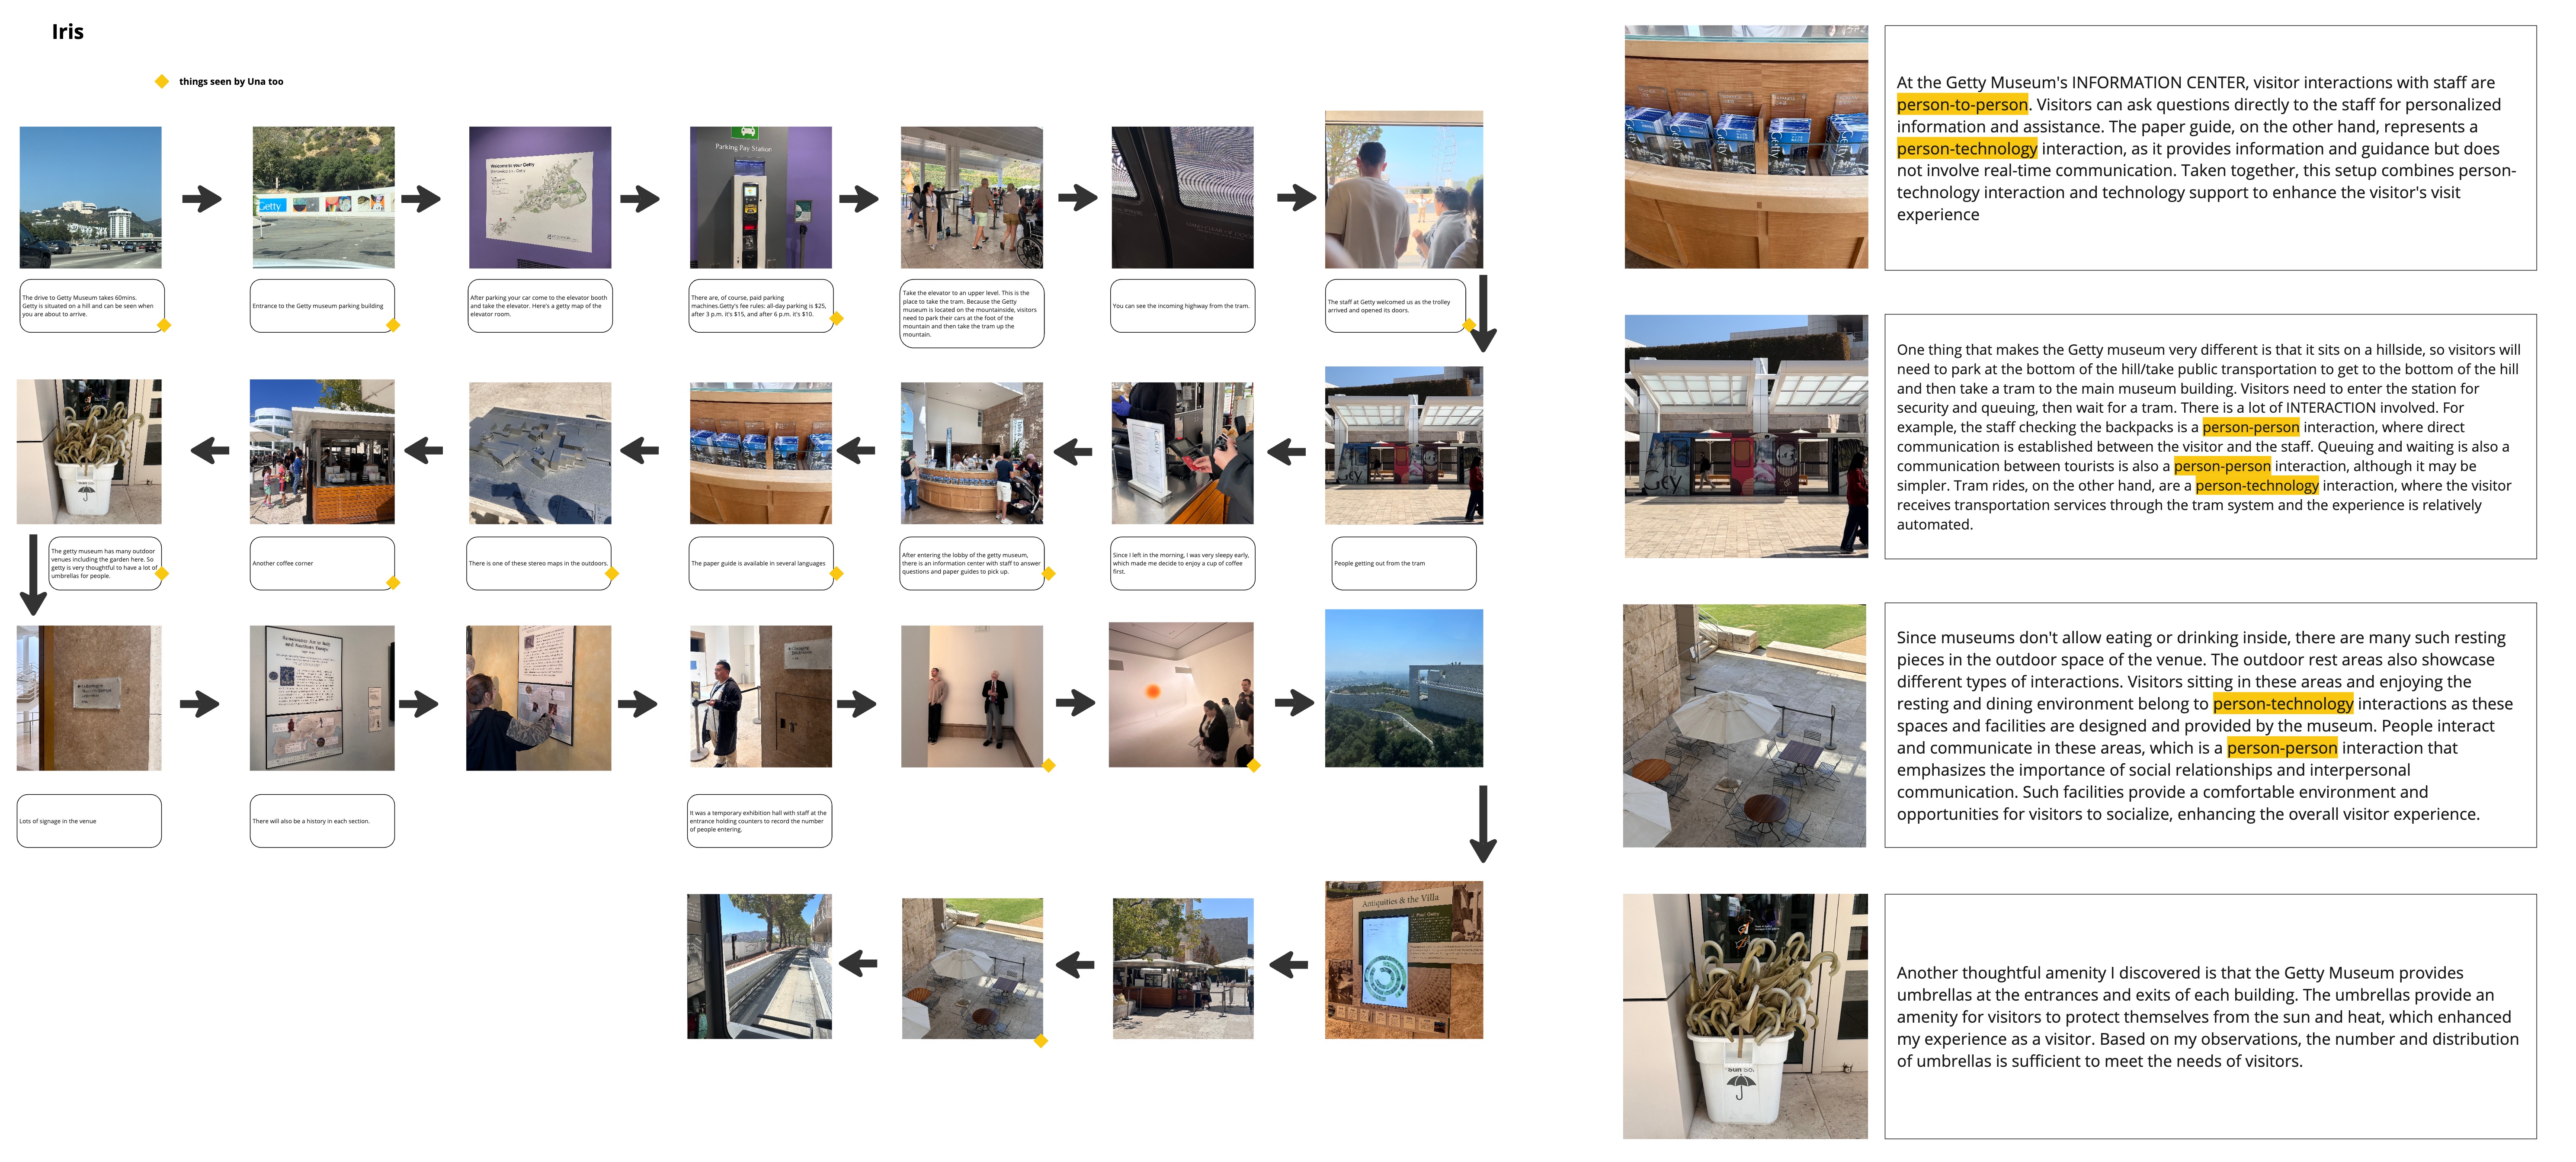 Iris
things seen by Una too
Getty
Welcome to your Getty
Parking Pay Station
The drive to Getty Museum takes 60mins.
Getty is situated on a hill and can be seen when
you are about to arrive.
Entrance to the Getty museum parking building
After parking your car come to the elevator booth
and take the elevator. Here's a getty map of the
elevator room.
There are, of course, paid parking
machines.Getty's fee rules: all-day parking is $25,
after 3 p.m. it's $15, and after 6 p.m. it's $10.
Take the elevator to an upper level. This is the
place to take the tram. Because the Getty
museum is located on the mountainside, visitors
need to park their cars at the foot of the
mountain and then take the tram up the
mountain.
You can see the incoming highway from the tram.
The staff at Getty welcomed us as the trolley
arrived and opened its doors.
The getty museum has many outdoor
venues including the garden here. So
getty is very thoughtful to have a lot of
umbrellas for people.
Another coffee corner
There is one of these stereo maps in the outdoors.
The paper guide is available in several languages
After entering the lobby of the getty museum,
there is an information center with staff to answer
questions and paper guides to pick up.
Since I left in the morning, I was very sleepy early,
which made me decide to enjoy a cup of coffee
first.
People getting out from the tram
Lots of signage in the venue
There will also be a history in each section.
It was a temporary exhibition hall with staff at the
entrance holding counters to record the number
of people entering.
Antiquities & the Villa
At the Getty Museum's INFORMATION CENTER, visitor interactions with staff are
person-to-person. Visitors can ask questions directly to the staff for personalized
information and assistance. The paper guide, on the other hand, represents a
person-technology interaction, as it provides information and guidance but does
not involve real-time communication. Taken together, this setup combines person-
technology interaction and technology support to enhance the visitor's visit
experience
One thing that makes the Getty museum very different is that it sits on a hillside, so visitors will
need to park at the bottom of the hill/take public transportation to get to the bottom of the hill
and then take a tram to the main museum building. Visitors need to enter the station for
security and queuing, then wait for a tram. There is a lot of INTERACTION involved. For
example, the staff checking the backpacks is a person-person interaction, where direct
communication is established between the visitor and the staff. Queuing and waiting is also a
communication between tourists is also a person-person interaction, although it may be
simpler. Tram rides, on the other hand, are a person-technology interaction, where the visitor
receives transportation services through the tram system and the experience is relatively
automated.
Since museums don't allow eating or drinking inside, there are many such resting
pieces in the outdoor space of the venue. The outdoor rest areas also showcase
different types of interactions. Visitors sitting in these areas and enjoying the
resting and dining environment belong to person-technology interactions as these
spaces and facilities are designed and provided by the museum. People interact
and communicate in these areas, which is a person-person interaction that
emphasizes the importance of social relationships and interpersonal
communication. Such facilities provide a comfortable environment and
opportunities for visitors to socialize, enhancing the overall visitor experience.
Another thoughtful amenity I discovered is that the Getty Museum provides
umbrellas at the entrances and exits of each building. The umbrellas provide an
amenity for visitors to protect themselves from the sun and heat, which enhanced
my experience as a visitor. Based on my observations, the number and distribution
of umbrellas is sufficient to meet the needs of visitors.